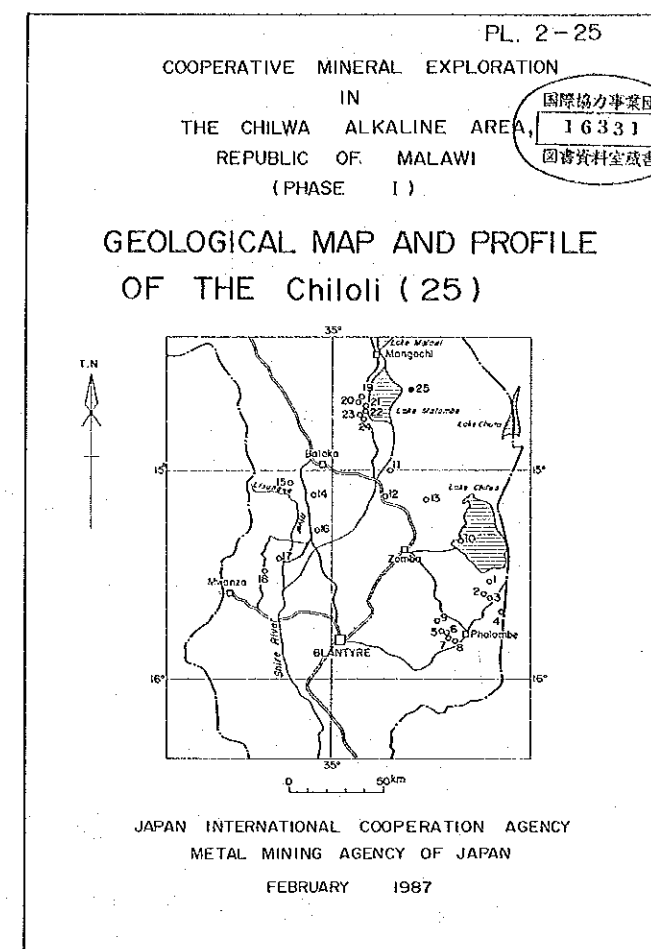 PL. 2-25
COOPERATIVE MINERAL EXPLORATION
IN
THE CHILWA ALKALINE AREA,
REPUBLIC OF MALAWI
(PHASE I)
国際協力事業団
16331
図書資料室蔵書
GEOLOGICAL MAP AND PROFILE
OF THE Chiloli (25)
T.N
35°
Lake Malawi
Mangochi
19
25
20
21
22
23
24
Lake Malombe
Lake Chiuta
Balaka
11
15°
15°
15
Lisungwe
14
12
13
Lake Chilwa
16
10
Zomba
17
18
1
Mwanza
2
3
4
9
5
6
Phalombe
7
8
BLANTYRE
Shire River
16°
16°
35°
0 50km
JAPAN INTERNATIONAL COOPERATION AGENCY
METAL MINING AGENCY OF JAPAN
FEBRUARY 1987